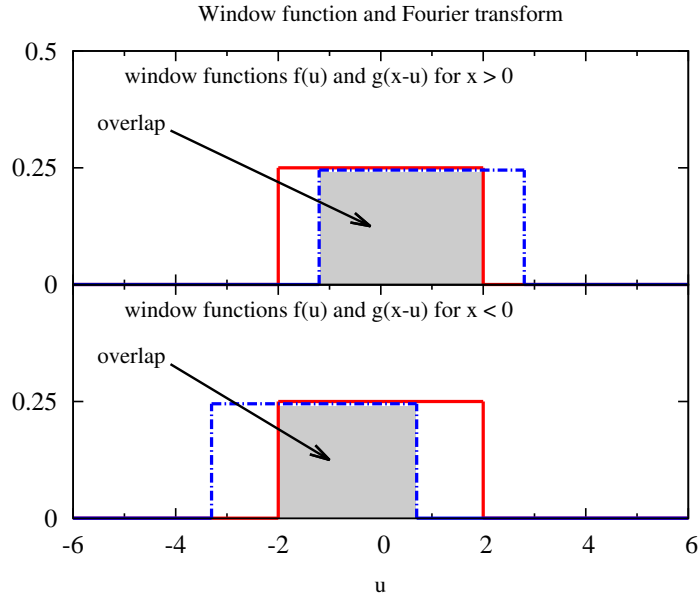 Window function and Fourier transform
0.5
window functions f(u) and g(x-u) for x > 0
overlap
0.25
0
window functions f(u) and g(x-u) for x < 0
overlap
0.25
0
-6 -4 -2 0 2 4 6
u